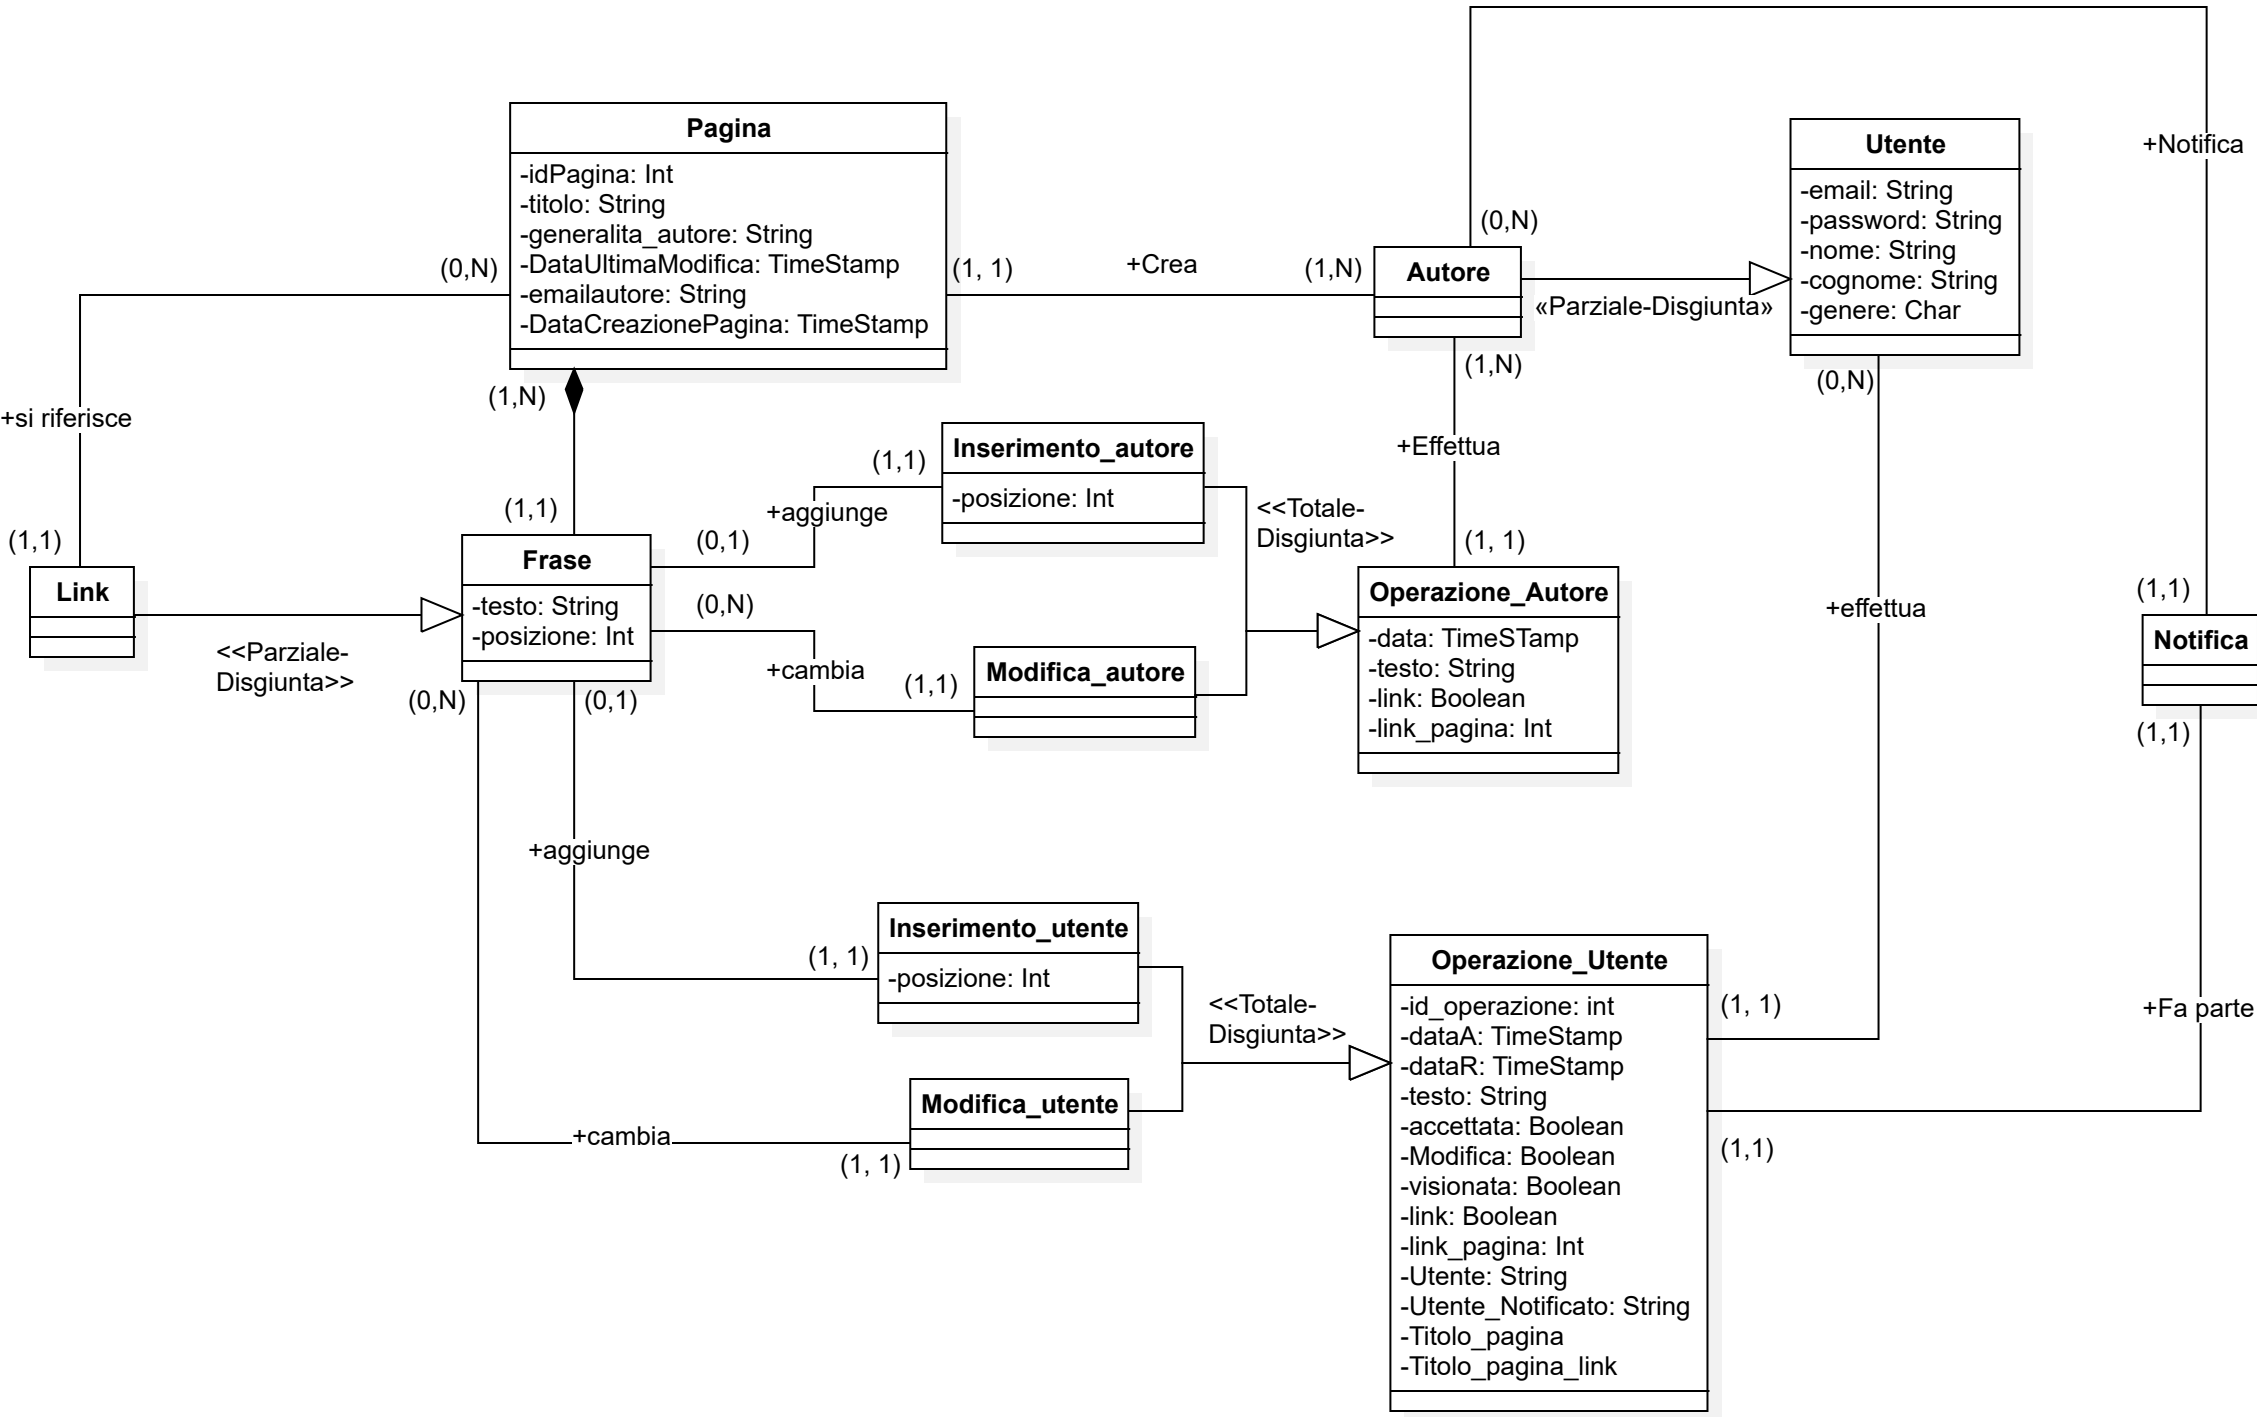 Pagina
-idPagina: Int
-titolo: String
-generalita_autore: String
-DataUltimaModifica: TimeStamp
-emailautore: String
-DataCreazionePagina: TimeStamp
(0,N)
(1, 1)
+Crea
(1,N)
Autore
(0,N)
«Parziale-Disgiunta»
Utente
-email: String
-password: String
-nome: String
-cognome: String
-genere: Char
+Notifica
(1,N)
(1,N)
(0,N)
+si riferisce
+Effettua
Inserimento_autore
-posizione: Int
(1,1)
+aggiunge
<<Totale-
Disgiunta>>
(1,1)
(1,1)
(0,1)
(1, 1)
Link
Frase
-testo: String
-posizione: Int
(0,N)
+cambia
<<Parziale-
Disgiunta>>
(1,1)
Modifica_autore
Operazione_Autore
-data: TimeSTamp
-testo: String
-link: Boolean
-link_pagina: Int
+effettua
(1,1)
Notifica
(1,1)
(0,N)
(0,1)
+aggiunge
Inserimento_utente
-posizione: Int
(1, 1)
<<Totale-
Disgiunta>>
Modifica_utente
+cambia
(1, 1)
Operazione_Utente
-id_operazione: int
-dataA: TimeStamp
-dataR: TimeStamp
-testo: String
-accettata: Boolean
-Modifica: Boolean
-visionata: Boolean
-link: Boolean
-link_pagina: Int
-Utente: String
-Utente_Notificato: String
-Titolo_pagina
-Titolo_pagina_link
(1, 1)
+Fa parte
(1,1)